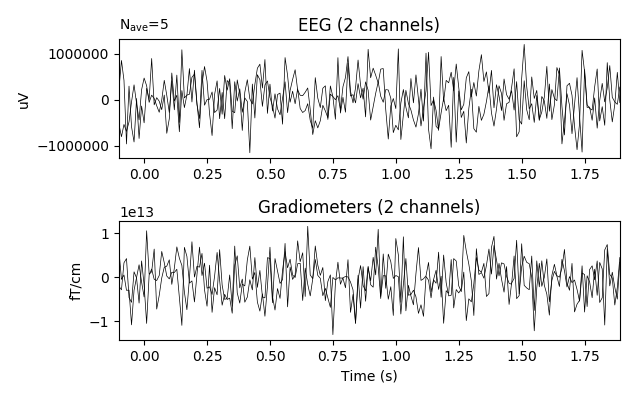 N_ave=5
EEG (2 channels)
1000000
0
−1000000
uV
0.00 0.25 0.50 0.75 1.00 1.25 1.50 1.75
1e13
Gradiometers (2 channels)
1
0
−1
fT/cm
0.00 0.25 0.50 0.75 1.00 1.25 1.50 1.75
Time (s)